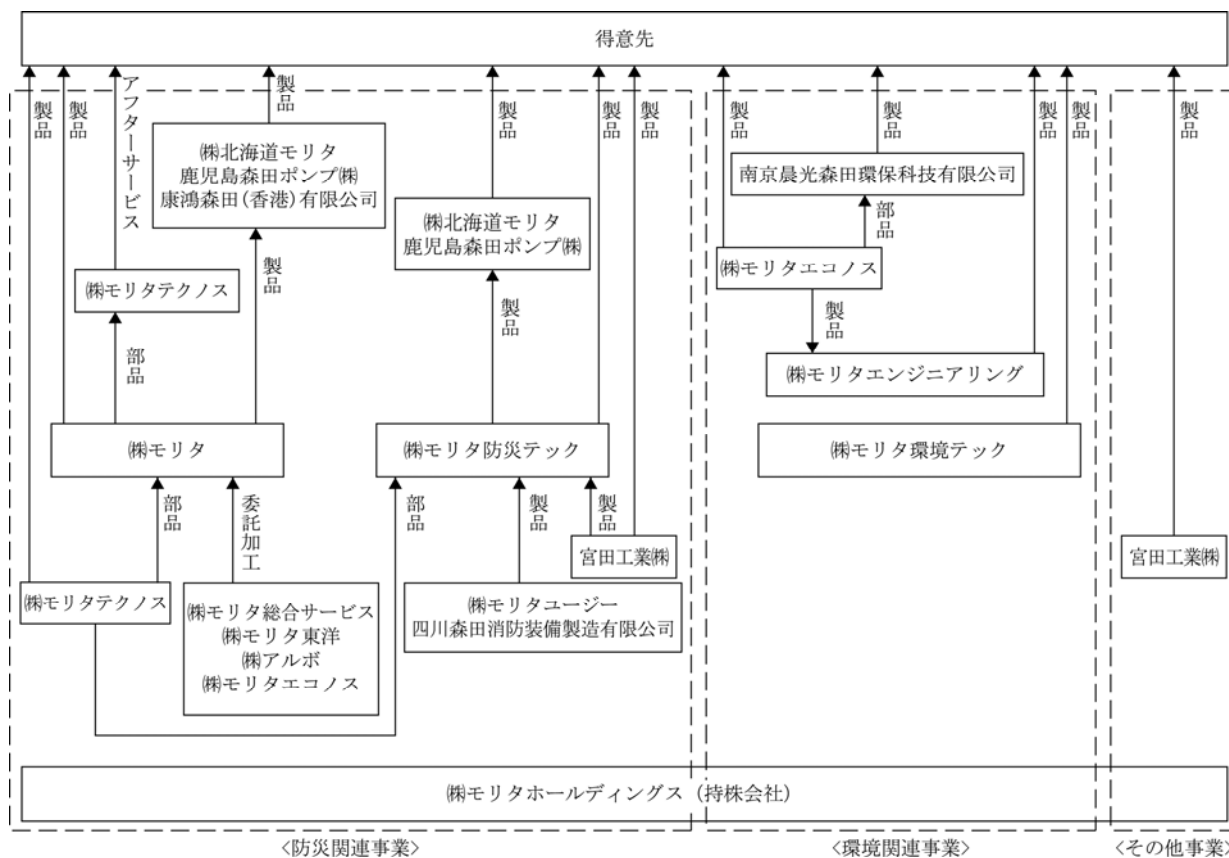 得意先
製品
製品
アフターサービス
製品
製品
製品
製品
製品
製品
製品
製品
製品
㈱北海道モリタ
鹿児島森田ポンプ㈱
康鴻森田(香港)有限公司
㈱北海道モリタ
鹿児島森田ポンプ㈱
南京晨光森田環保科技有限公司
部品
㈱モリタエコノス
㈱モリタテクノス
製品
製品
製品
部品
㈱モリタエンジニアリング
㈱モリタ
㈱モリタ防災テック
㈱モリタ環境テック
部品
委託加工
部品
製品
製品
宮田工業㈱
宮田工業㈱
㈱モリタテクノス
㈱モリタ総合サービス
㈱モリタ東洋
㈱アルボ
㈱モリタエコノス
㈱モリタユージー
四川森田消防装備製造有限公司
㈱モリタホールディングス（持株会社）
<防災関連事業>
<環境関連事業>
<その他事業>